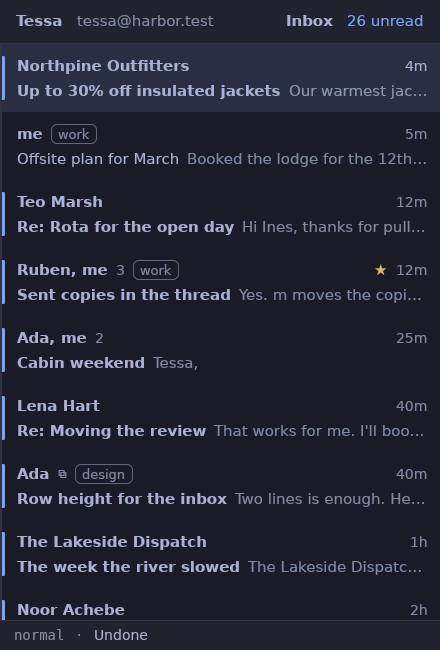 Tessa tessa@harbor.test Inbox 26 unread
Northpine Outfitters 4m
Up to 30% off insulated jackets Our warmest jac…
me work 5m
Offsite plan for March Booked the lodge for the 12th…
Teo Marsh 12m
Re: Rota for the open day Hi Ines, thanks for pull…
Ruben, me 3 work ★ 12m
Sent copies in the thread Yes. m moves the copi…
Ada, me 2 25m
Cabin weekend Tessa,
Lena Hart 40m
Re: Moving the review That works for me. I'll boo…
Ada design 40m
Row height for the inbox Two lines is enough. He…
The Lakeside Dispatch 1h
The week the river slowed The Lakeside Dispatc…
Noor Achebe 2h
normal · Undone